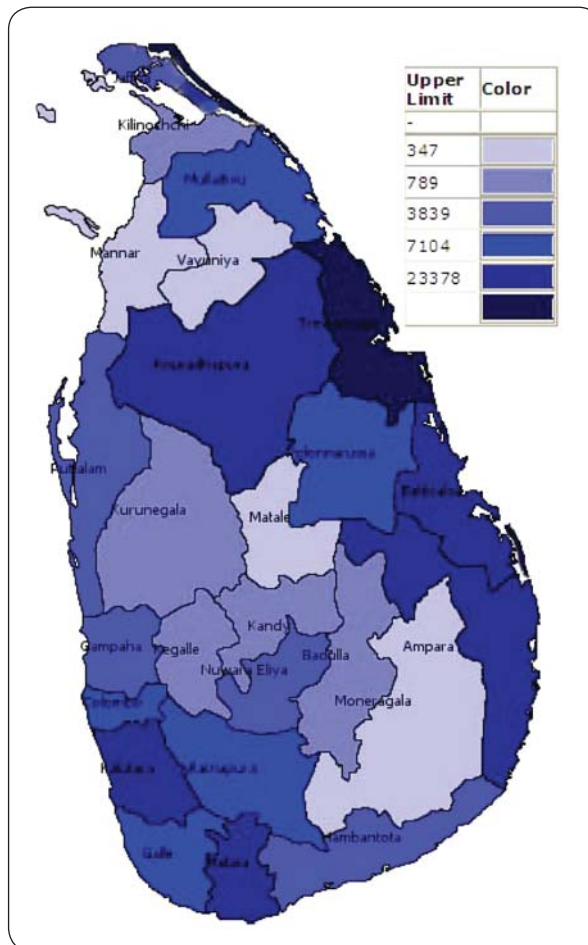 Upper Limit Color
-
347
789
3839
7104
23378
Jaffna
Kilinochchi
Mullaitivu
Mannar
Vavuniya
Trincomalee
Anuradhapura
Polonnaruwa
Puttalam
Batticaloa
Kurunegala
Matale
Kandy
Gampaha
Kegalle
Ampara
Badulla
Nuwara Eliya
Moneragala
Colombo
Kalutara
Ratnapura
Hambantota
Galle
Matara